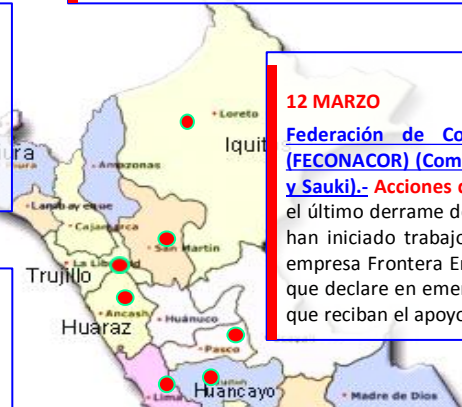 12 MARZO
Federación de Co
(FECONACOR) (Com
y Sauki).- Acciones
el último derrame d
han iniciado trabajo
empresa Frontera En
que declare en emer
que reciban el apoyo
Loreto
Iquit
ura
Amazonas
Lambayeque
Cajamarca
San Martin
La Lib
Trujillo
Ancash
Huánuco
Huaraz
Pasco
Lima
Huancayo
Madre de Dios